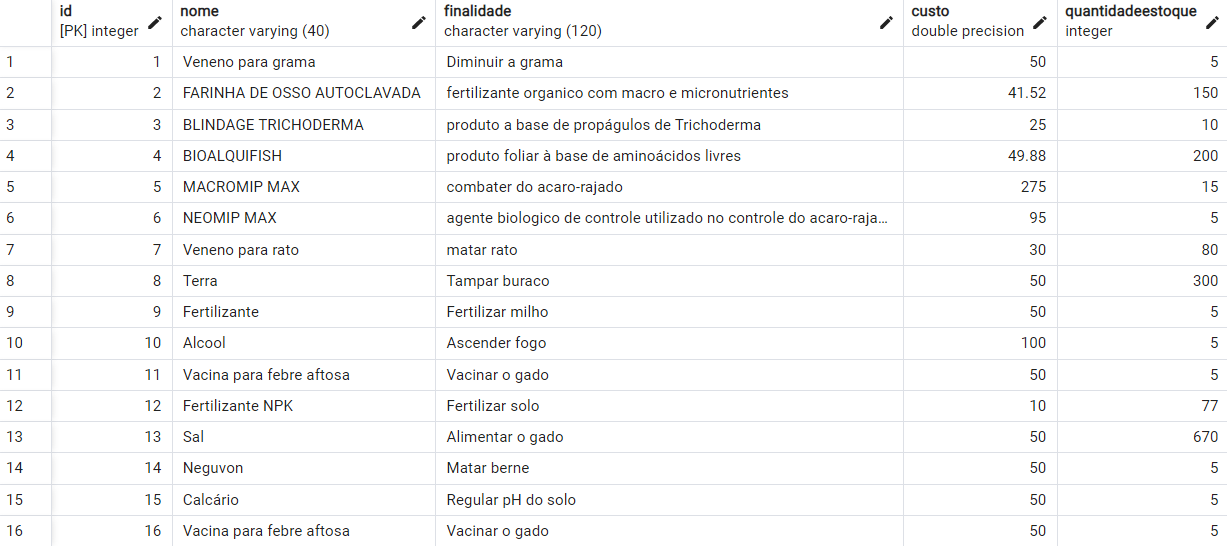 id nome finalidade custo quantidadeestoque
[PK] integer character varying (40) character varying (120) double precision integer
1 1 Veneno para grama Diminuir a grama 50 5
2 2 FARINHA DE OSSO AUTOCLAVADA fertilizante organico com macro e micronutrientes 41.52 150
3 3 BLINDAGE TRICHODERMA produto a base de propágulos de Trichoderma 25 10
4 4 BIOALQUIFISH produto foliar à base de aminoácidos livres 49.88 200
5 5 MACROMIP MAX combater do acaro-rajado 275 15
6 6 NEOMIP MAX agente biologico de controle utilizado no controle do acaro-raja... 95 5
7 7 Veneno para rato matar rato 30 80
8 8 Terra Tampar buraco 50 300
9 9 Fertilizante Fertilizar milho 50 5
10 10 Alcool Ascender fogo 100 5
11 11 Vacina para febre aftosa Vacinar o gado 50 5
12 12 Fertilizante NPK Fertilizar solo 10 77
13 13 Sal Alimentar o gado 50 670
14 14 Neguvon Matar berne 50 5
15 15 Calcário Regular pH do solo 50 5
16 16 Vacina para febre aftosa Vacinar o gado 50 5